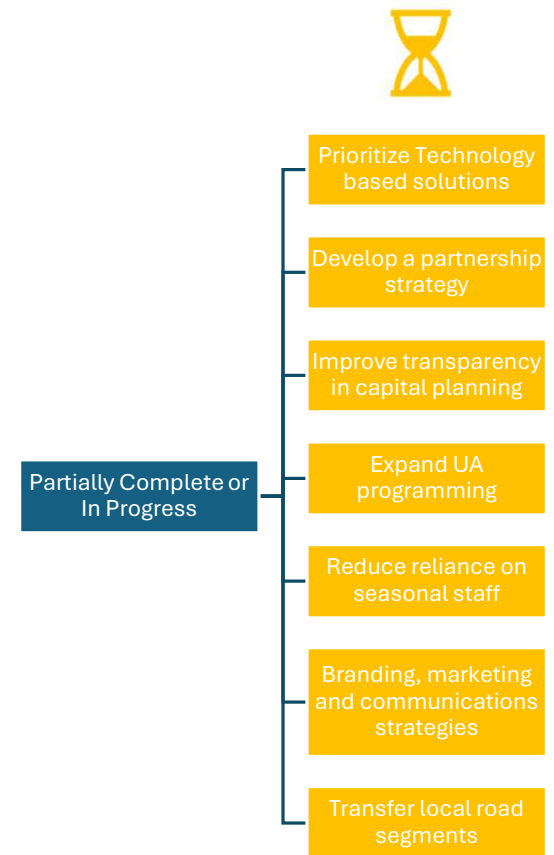 Prioritize Technology
based solutions
Develop a partnership
strategy
Improve transparency
in capital planning
Partially Complete or
In Progress
Expand UA
programming
Reduce reliance on
seasonal staff
Branding, marketing
and communications
strategies
Transfer local road
segments